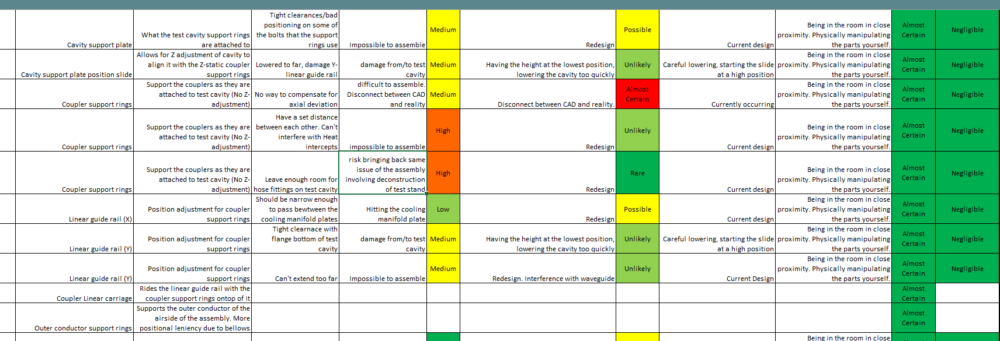 Cavity support plate
What the test cavity support rings
are attached to
Tight clearances/bad
positioning on some of
the bolts that the support
rings use
Impossible to assemble
Medium
Redesign
Possible
Current design
Being in the room in close
proximity. Physically manipulating
the parts yourself.
Almost
Certain
Negligible
Cavity support plate position slide
Allows for Z adjustment of cavity to
align it with the Z-static coupler
support rings
Lowered to far, damage Y-
linear guide rail
damage from/to test
cavity
Medium
Having the height at the lowest position,
lowering the cavity too quickly
Unlikely
Careful lowering, starting the slide
at a high position
Being in the room in close
proximity. Physically manipulating
the parts yourself.
Almost
Certain
Negligible
Coupler support rings
Support the couplers as they are
attached to test cavity (No Z-
adjustment)
No way to compensate for
axial deviation
difficult to assemble.
Disconnect between CAD
and reality
Medium
Disconnect between CAD and reality.
Almost
Certain
Currently occurring
Being in the room in close
proximity. Physically manipulating
the parts yourself.
Almost
Certain
Negligible
Coupler support rings
Support the couplers as they are
attached to test cavity (No Z-
adjustment)
Have a set distance
between each other. Can't
interfere with Heat
intercepts
impossible to assemble
High
Redesign
Unlikely
Current design
Being in the room in close
proximity. Physically manipulating
the parts yourself.
Almost
Certain
Negligible
Coupler support rings
Support the couplers as they are
attached to test cavity (No Z-
adjustment)
Leave enough room for
hose fittings on test cavity
risk bringing back same
issue of the assembly
involving deconstruction
of test stand
High
Redesign
Rare
Current design
Being in the room in close
proximity. Physically manipulating
the parts yourself.
Almost
Certain
Negligible
Linear guide rail (X)
Position adjustment for coupler
support rings
Should be narrow enough
to pass bewtween the
cooling manifold plates
Hitting the cooling
manifold plate
Low
Redesign
Possible
Current design
Being in the room in close
proximity. Physically manipulating
the parts yourself.
Almost
Certain
Negligible
Linear guide rail (Y)
Position adjustment for coupler
support rings
Tight clearnace with
flange bottom of test
cavity
damage from/to test
cavity
Medium
Having the height at the lowest position,
lowering the cavity too quickly
Unlikely
Careful lowering, starting the slide
at a high position
Being in the room in close
proximity. Physically manipulating
the parts yourself.
Almost
Certain
Negligible
Linear guide rail (Y)
Position adjustment for coupler
support rings
Can't extend too far
Impossible to assemble
Medium
Redesign. Interference with waveguide
Unlikely
Current Design
Being in the room in close
proximity. Physically manipulating
the parts yourself.
Almost
Certain
Negligible
Coupler Linear carriage
Rides the linear guide rail with the
coupler support rings ontop of it
Almost
Certain
Outer conductor support rings
Supports the outer conductor of the
airside of the assembly. More
positional leniency due to bellows
Almost
Certain
Being in the room in close